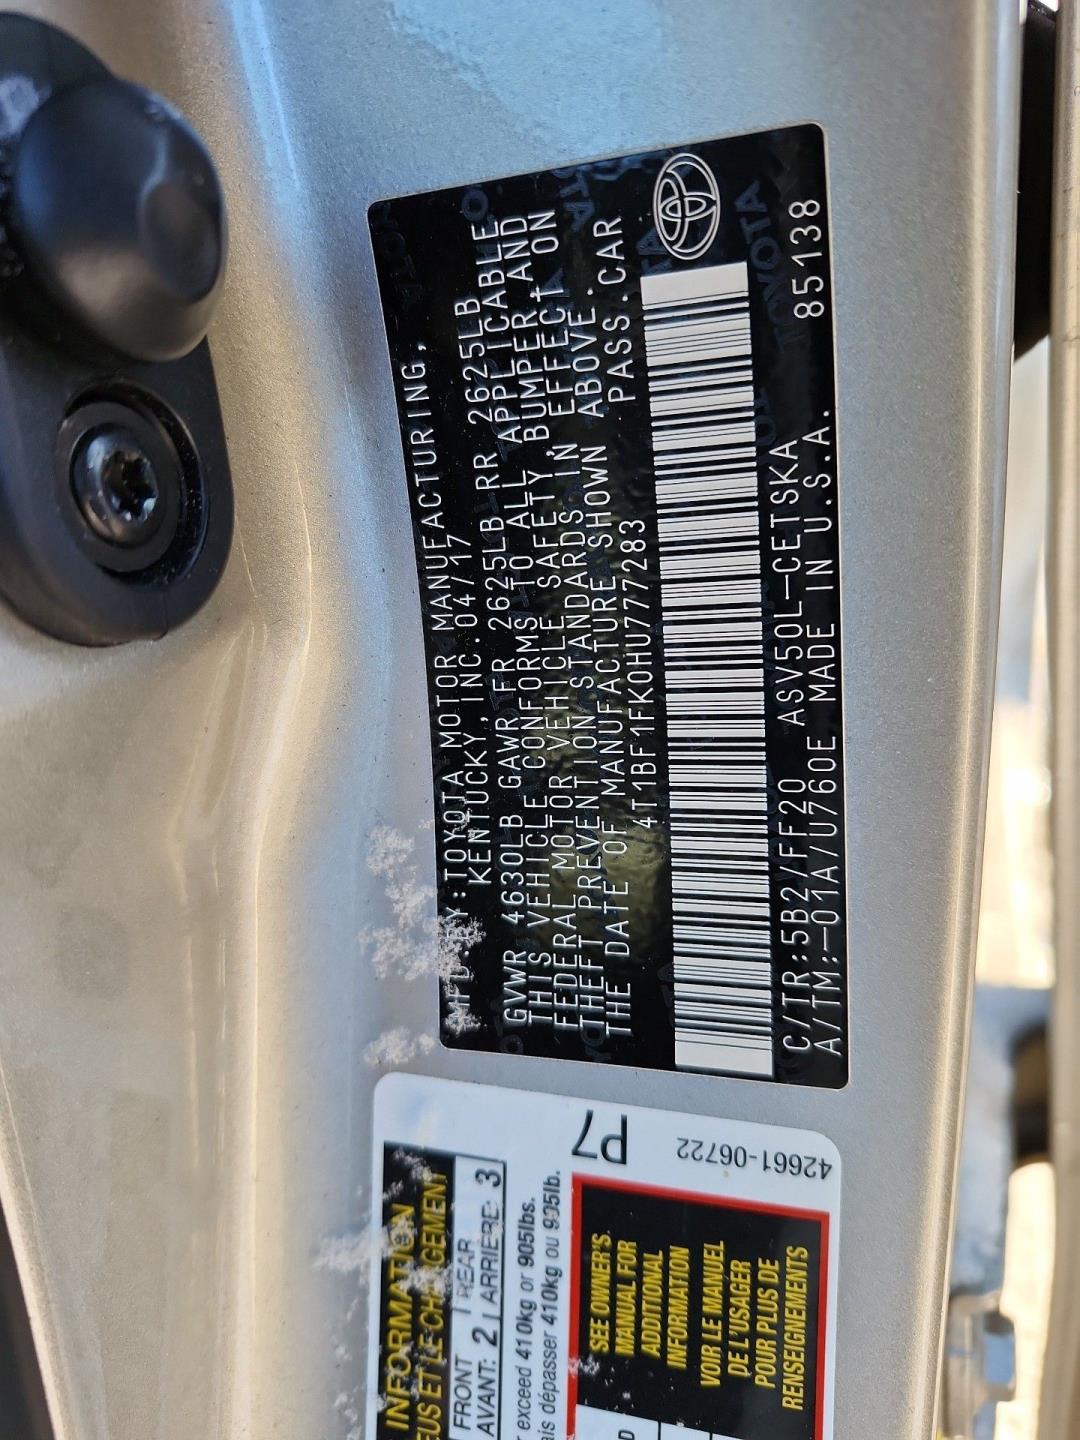 MFD.BY:TOYOTA MOTOR MANUFACTURING,
KENTUCKY, INC.04/17
GVWR 4630LB GAWR FR 2625LB RR 2625LB
THIS VEHICLE CONFORMS TO ALL APPLICABLE
FEDERAL MOTOR VEHICLE SAFETY, BUMPER AND
THEFT PREVENTION STANDARDS IN EFFECT ON
THE DATE OF MANUFACTURE SHOWN ABOVE.
4T1BF1FK0HU777283 PASS.CAR
C/TR:5B2/FF20 ASV50L-CETSKA
A/TM:-01A/U760E MADE IN U.S.A. 85138
P7
42661-06722
INFORMATION
ET LE CHARGEMENT
FRONT
AVANT: 2
REAR
ARRIERE: 3
exceed 410kg or 905lbs.
dépasser 410kg ou 905lb.
SEE OWNER'S
MANUAL FOR
ADDITIONAL
INFORMATION
VOIR LE MANUEL
DE L'USAGER
POUR PLUS DE
RENSEIGNEMENTS